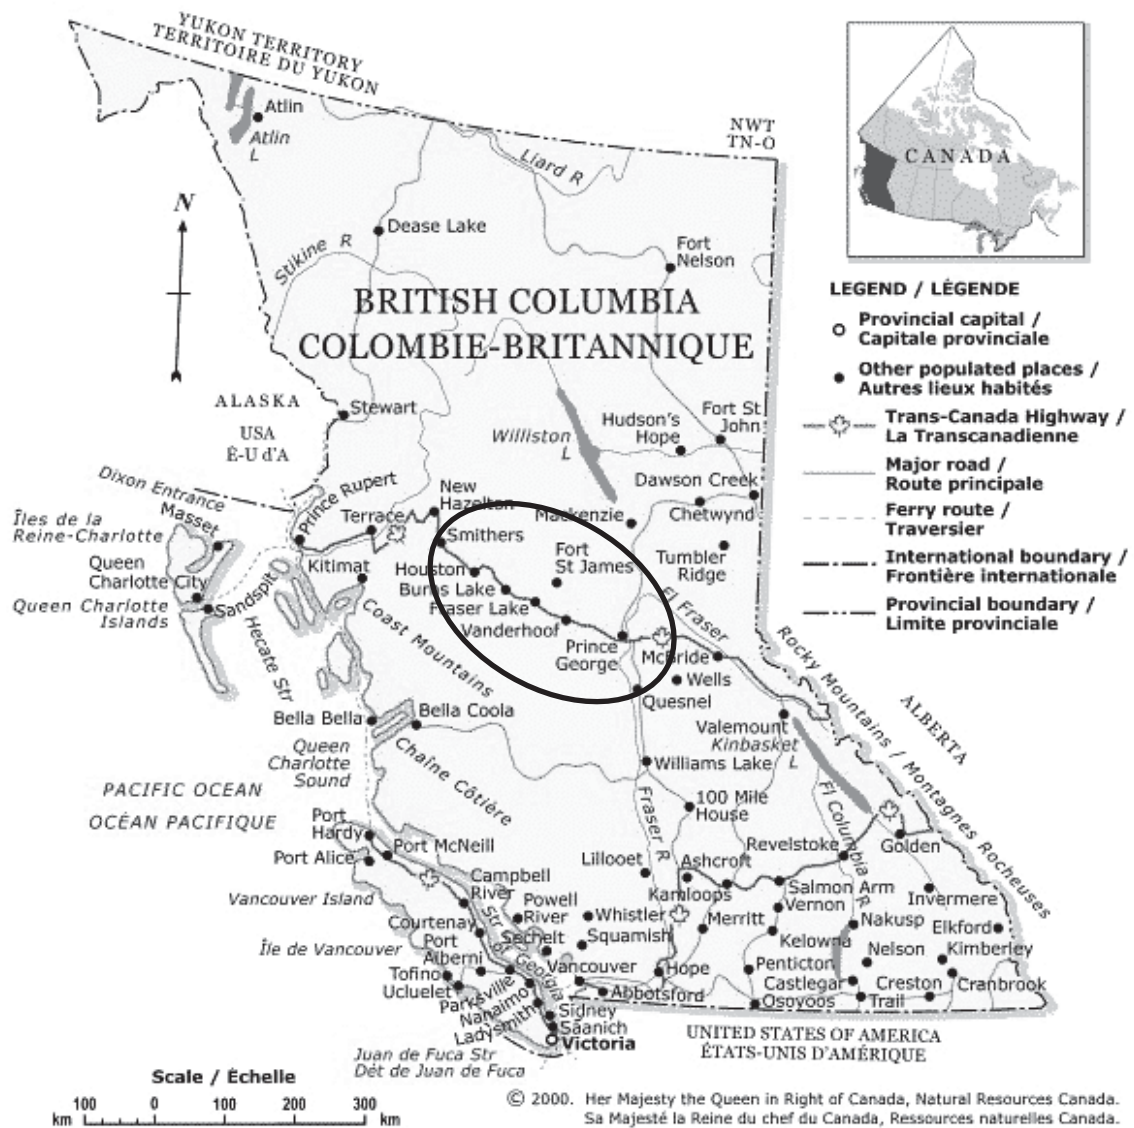 YUKON TERRITORY
TERRITOIRE DU YUKON
NWT
TN-O
Atlin
Atlin
L
Liard R
N
Dease Lake
Stikine R
Fort
Nelson
BRITISH COLUMBIA
COLOMBIE-BRITANNIQUE
CANADA
LEGEND / LÉGENDE
Provincial capital /
Capitale provinciale
Other populated places /
Autres lieux habités
Trans-Canada Highway /
La Transcanadienne
Major road /
Route principale
Ferry route /
Traversier
International boundary /
Frontière internationale
Provincial boundary /
Limite provinciale
ALASKA
USA
É-U d'A
Stewart
Williston
L
Hudson's
Hope
Fort St
John
Dawson Creek
Chetwynd
Mackenzie
Tumbler
Ridge
Dixon Entrance
Masset
Îles de la
Reine-Charlotte
Queen
Charlotte City
Queen Charlotte
Islands
Sandspit
Hecate Str
Prince Rupert
Terrace
Kitimat
New
Hazelton
Smithers
Houston
Burns Lake
Fraser Lake
Vanderhoof
Fort
St James
Prince
George
Fl Fraser
McBride
Wells
Quesnel
Coast Mountains
Chaîne Côtière
Rocky Mountains / Montagnes Rocheuses
ALBERTA
Bella Bella
Bella Coola
Queen
Charlotte
Sound
Valemount
Kinbasket
L
Williams Lake
100 Mile
House
Fraser R
Fl Columbia R
PACIFIC OCEAN
OCÉAN PACIFIQUE
Port
Hardy
Port McNeill
Port Alice
Vancouver Island
Île de Vancouver
Campbell
River
Courtenay
Port
Alberni
Tofino
Ucluelet
Parksville
Nanaimo
Ladysmith
Str of Georgia
Powell
River
Sechelt
Whistler
Squamish
Vancouver
Abbotsford
Hope
Sidney
Saanich
Victoria
Juan de Fuca Str
Dét de Juan de Fuca
Lillooet
Ashcroft
Kamloops
Merritt
Revelstoke
Golden
Salmon Arm
Vernon
Kelowna
Penticton
Osoyoos
Invermere
Nakusp
Elkford
Nelson
Kimberley
Castlegar
Creston
Cranbrook
Trail
UNITED STATES OF AMERICA
ÉTATS-UNIS D'AMÉRIQUE
Scale / Échelle
100 0 100 200 300
km km
© 2000. Her Majesty the Queen in Right of Canada, Natural Resources Canada.
Sa Majesté la Reine du chef du Canada, Ressources naturelles Canada.